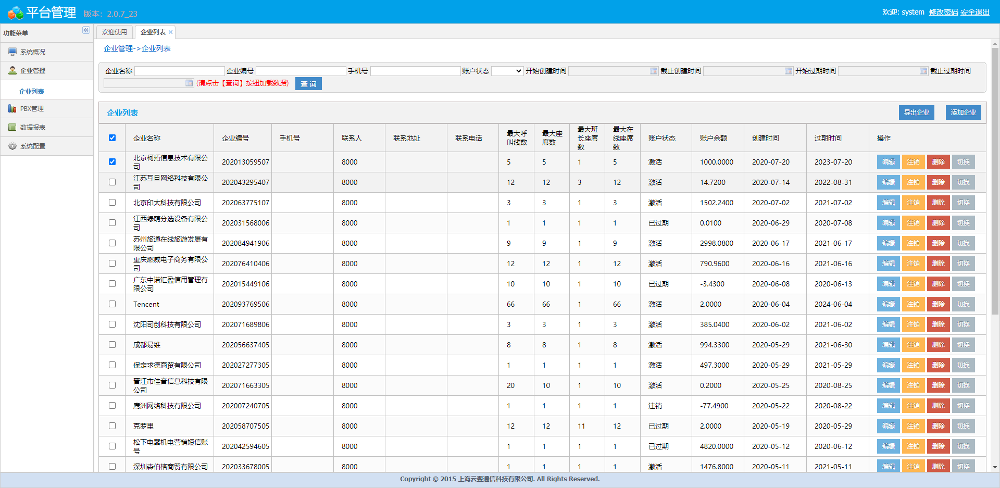 平台管理 版本：2.0.7_23
欢迎: system 修改密码 安全退出
功能菜单
系统概况
企业管理
企业列表
PBX管理
数据报表
系统配置
欢迎使用 企业列表
企业管理->企业列表
企业名称 企业编号 手机号 账户状态 开始创建时间 截止创建时间 开始过期时间 截止过期时间
(请点击【查询】按钮加载数据) 查 询
企业列表 导出企业 添加企业
企业名称 企业编号 手机号 联系人 联系地址 联系电话 最大呼叫线数 最大座席数 最大班长座席数 最大在线座席数 账户状态 账户余额 创建时间 过期时间 操作
北京柯拓信息技术有限公司 202013059507 8000 5 5 1 5 激活 1000.0000 2020-07-20 2023-07-20 编辑 注销 删除 切换
江苏互旦网络科技有限公司 202043295407 8000 12 12 3 12 激活 14.7200 2020-07-14 2022-08-31 编辑 注销 删除 切换
北京印太科技有限公司 202063775107 8000 3 3 1 3 激活 1502.2400 2020-07-02 2021-07-02 编辑 注销 删除 切换
江西绿萌分选设备有限公司 202031568006 8000 1 1 1 1 已过期 0.0100 2020-06-29 2020-07-08 编辑 注销 删除 切换
苏州旅通在线旅游发展有限公司 202084941906 8000 9 9 1 9 激活 2998.0800 2020-06-17 2021-06-17 编辑 注销 删除 切换
重庆燃威电子商务有限公司 202076410406 8000 12 12 1 12 激活 790.9600 2020-06-16 2021-06-16 编辑 注销 删除 切换
广东中诺汇盈信用管理有限公司 202015449106 8000 10 10 1 10 已过期 -3.4300 2020-06-08 2020-06-13 编辑 注销 删除 切换
Tencent 202093769506 8000 66 66 1 66 激活 2.0000 2020-06-04 2024-06-04 编辑 注销 删除 切换
沈阳司创科技有限公司 202071689806 8000 3 3 1 3 激活 385.0400 2020-06-02 2021-06-02 编辑 注销 删除 切换
成都易维 202056637405 8000 8 8 1 8 激活 994.3300 2020-05-29 2021-06-30 编辑 注销 删除 切换
保定求德商贸有限公司 202027277305 8000 1 1 1 1 激活 497.3000 2020-05-29 2021-05-29 编辑 注销 删除 切换
晋江市佳音信息科技有限公司 202071663305 8000 20 10 1 10 激活 0.2000 2020-05-25 2020-08-25 编辑 注销 删除 切换
鹰洲网络科技有限公司 202007240705 8000 1 1 1 1 注销 -77.4900 2020-05-22 2020-08-22 编辑 注销 删除 切换
克罗里 202058707505 8000 12 12 11 12 已过期 2.0000 2020-05-19 2020-05-29 编辑 注销 删除 切换
松下电器机电营销短信账号 202042594605 8000 1 1 1 1 已过期 4820.0000 2020-05-12 2020-06-12 编辑 注销 删除 切换
深圳森伯格商贸有限公司 202033678005 8000 1 1 1 1 激活 1476.8000 2020-05-11 2021-05-11 编辑 注销 删除 切换
Copyright © 2015 上海云翌通信科技有限公司. All Rights Reserved.